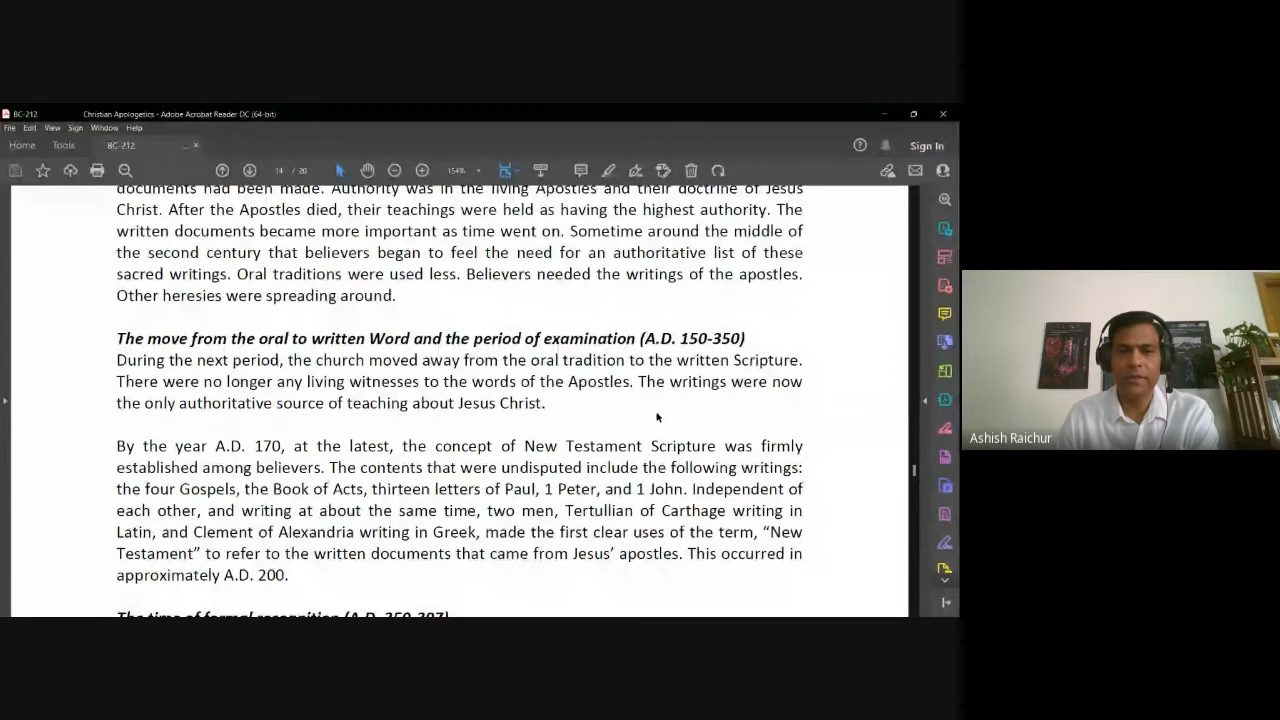 BC-212 Christian Apologetics - Adobe Acrobat Reader DC (64-bit)
File Edit View Sign Window Help
Home Tools BC-212 ... × Sign In
14 / 20 154%
documents had been made. Authority was in the living Apostles and their doctrine of Jesus
Christ. After the Apostles died, their teachings were held as having the highest authority. The
written documents became more important as time went on. Sometime around the middle of
the second century that believers began to feel the need for an authoritative list of these
sacred writings. Oral traditions were used less. Believers needed the writings of the apostles.
Other heresies were spreading around.
The move from the oral to written Word and the period of examination (A.D. 150-350)
During the next period, the church moved away from the oral tradition to the written Scripture.
There were no longer any living witnesses to the words of the Apostles. The writings were now
the only authoritative source of teaching about Jesus Christ.
By the year A.D. 170, at the latest, the concept of New Testament Scripture was firmly
established among believers. The contents that were undisputed include the following writings:
the four Gospels, the Book of Acts, thirteen letters of Paul, 1 Peter, and 1 John. Independent of
each other, and writing at about the same time, two men, Tertullian of Carthage writing in
Latin, and Clement of Alexandria writing in Greek, made the first clear uses of the term, “New
Testament” to refer to the written documents that came from Jesus’ apostles. This occurred in
approximately A.D. 200.
The time of formal recognition (A.D. 350-397)
Ashish Raichur